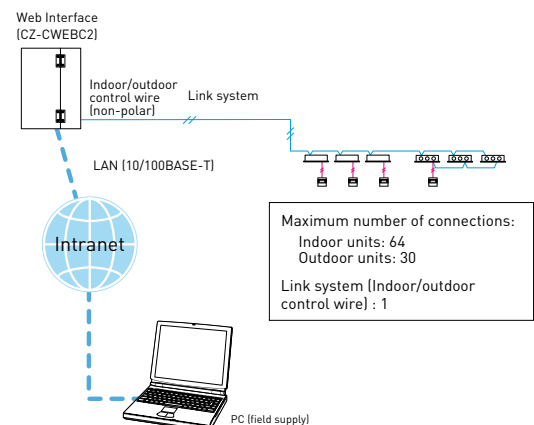 Web Interface
(CZ-CWEBC2)
Indoor/outdoor
control wire
(non-polar)
Link system
LAN (10/100BASE-T)
Intranet
Maximum number of connections:
Indoor units: 64
Outdoor units: 30
Link system (Indoor/outdoor
control wire) : 1
PC (field supply)